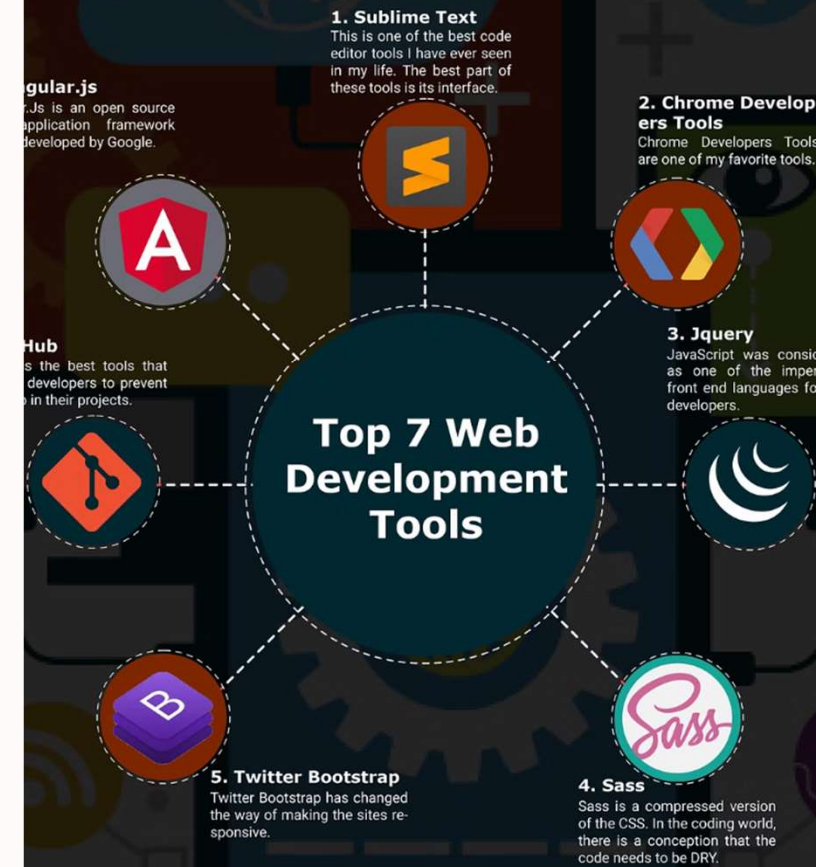 1. Sublime Text
This is one of the best code
editor tools I have ever seen
in my life. The best part of
these tools is its interface.
gular.js
.Js is an open source
application framework
developed by Google.
2. Chrome Develop
ers Tools
Chrome Developers Tools
are one of my favorite tools.
A
Hub
s the best tools that
developers to prevent
in their projects.
3. Jquery
JavaScript was consid
as one of the imper
front end languages fo
developers.
Top 7 Web
Development
Tools
B
Sass
5. Twitter Bootstrap
Twitter Bootstrap has changed
the way of making the sites re-
sponsive.
4. Sass
Sass is a compressed version
of the CSS. In the coding world,
there is a conception that the
code needs to be DRY.